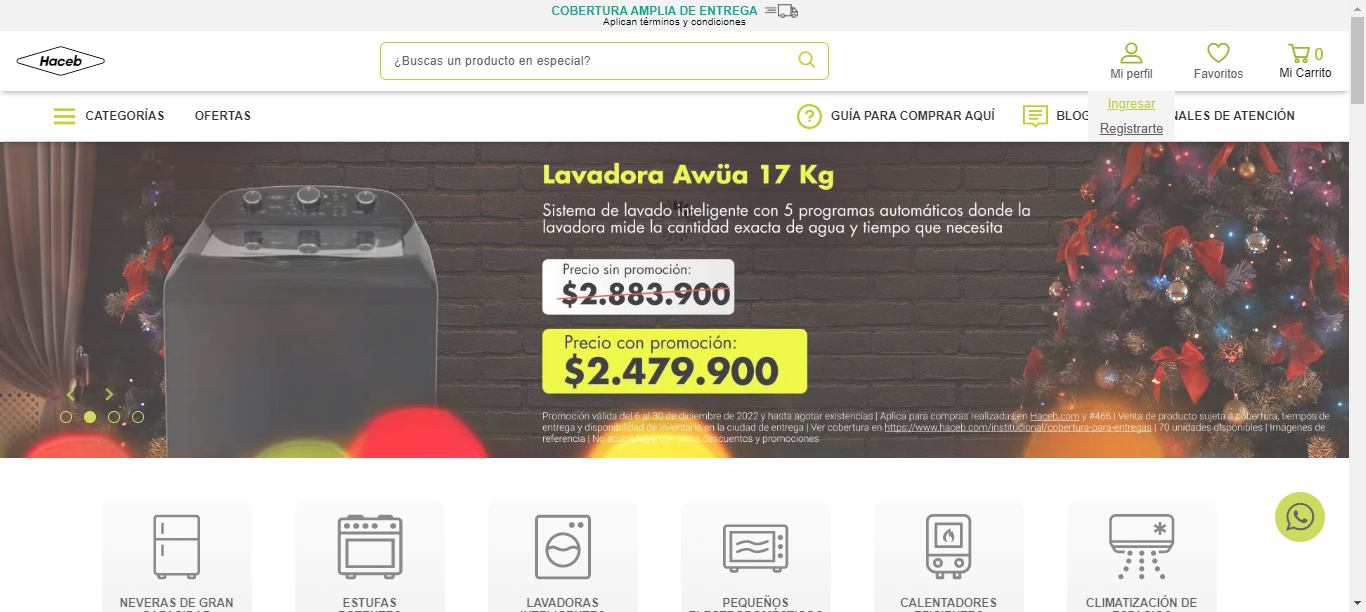 COBERTURA AMPLIA DE ENTREGA
Aplican términos y condiciones
Haceb
¿Buscas un producto en especial?
Mi perfil
Favoritos
0
Mi Carrito
Ingresar
Registrarte
CATEGORÍAS
OFERTAS
GUÍA PARA COMPRAR AQUÍ
BLOG
NALES DE ATENCIÓN
Lavadora Awüa 17 Kg
Sistema de lavado inteligente con 5 programas automáticos donde la
lavadora mide la cantidad exacta de agua y tiempo que necesita
Precio sin promoción:
$2.883.900
Precio con promoción:
$2.479.900
Promoción válida del 6 al 30 de diciembre de 2022 y hasta agotar existencias | Aplica para compras realizadas en Haceb.com y #466 | Venta de producto sujeta a cobertura, tiempos de
entrega y disponibilidad de inventario en la ciudad de entrega | Ver cobertura en https://www.haceb.com/institucional/cobertura-para-entregas | 70 unidades disponibles | Imágenes de
referencia | No acumulable con otros descuentos y promociones
NEVERAS DE GRAN
ESTUFAS
LAVADORAS
PEQUEÑOS
CALENTADORES
CLIMATIZACIÓN DE